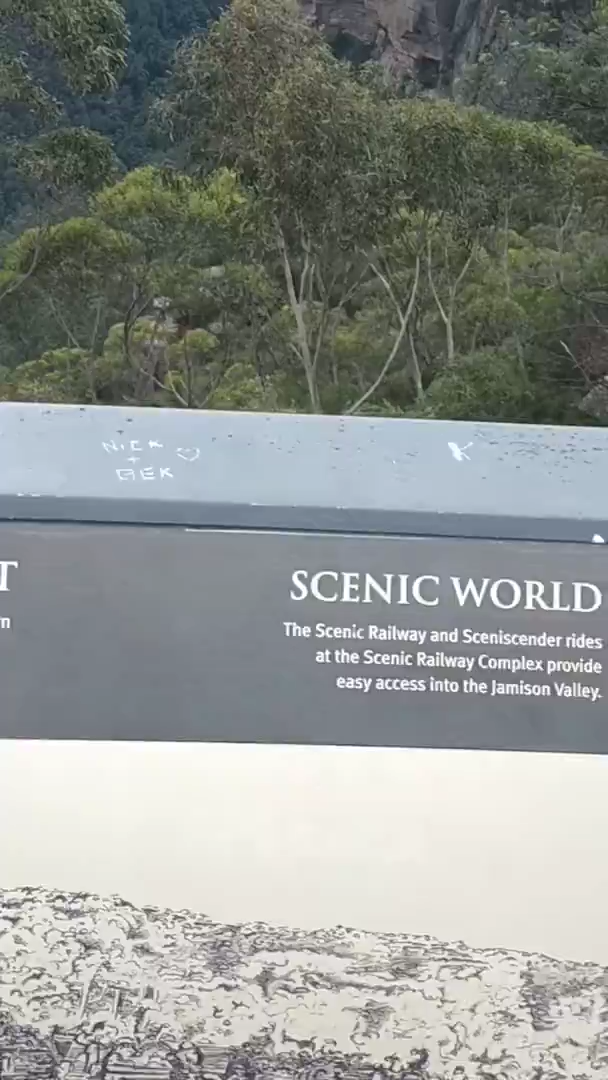 NICK
+
BEK
K
T
m
SCENIC WORLD
The Scenic Railway and Sceniscender rides
at the Scenic Railway Complex provide
easy access into the Jamison Valley.